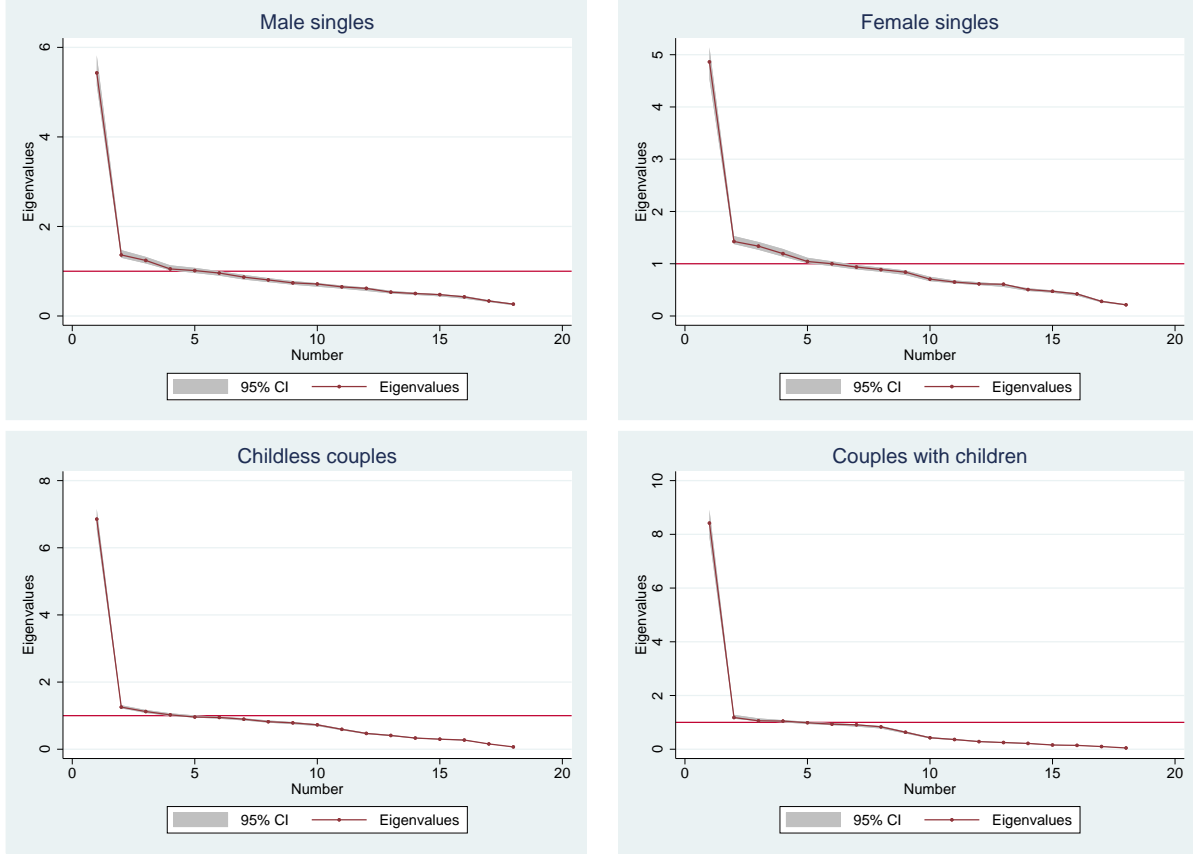 Male singles
Eigenvalues
6
4
2
0
0 5 10 15 20
Number
95% CI Eigenvalues
Female singles
Eigenvalues
5
4
3
2
1
0
0 5 10 15 20
Number
95% CI Eigenvalues
Childless couples
Eigenvalues
8
6
4
2
0
0 5 10 15 20
Number
95% CI Eigenvalues
Couples with children
Eigenvalues
10
8
6
4
2
0
0 5 10 15 20
Number
95% CI Eigenvalues